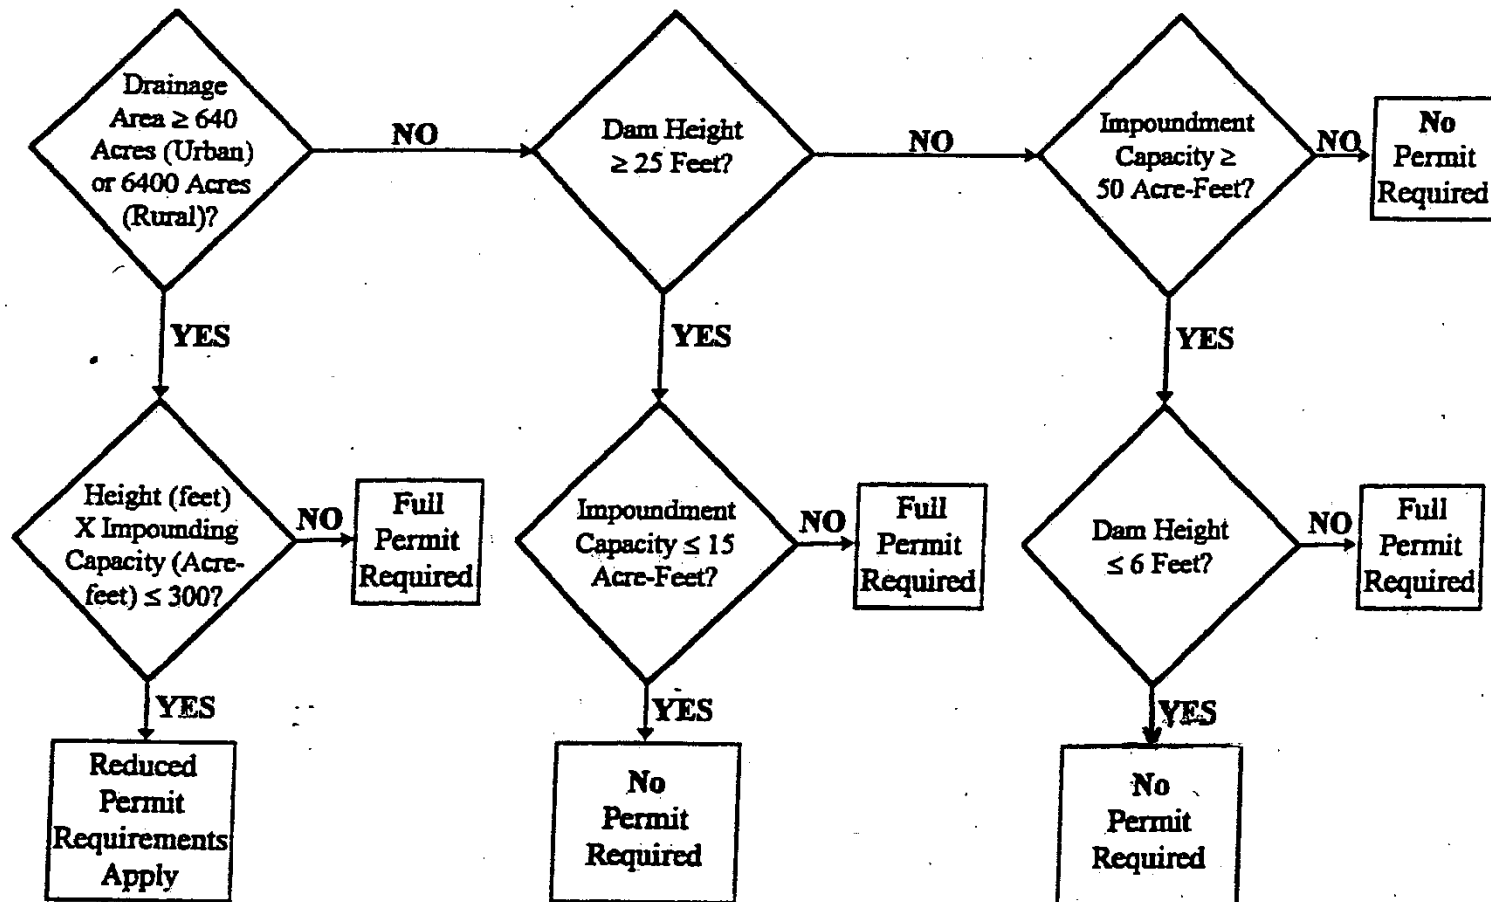 Drainage
Area ≥ 640
Acres (Urban)
or 6400 Acres
(Rural)?
NO
Dam Height
≥ 25 Feet?
NO
Impoundment
Capacity ≥
50 Acre-Feet?
NO
No
Permit
Required
YES
YES
YES
Height (feet)
X Impounding
Capacity (Acre-
feet) ≤ 300?
NO
Full
Permit
Required
Impoundment
Capacity ≤ 15
Acre-Feet?
NO
Full
Permit
Required
Dam Height
≤ 6 Feet?
NO
Full
Permit
Required
YES
YES
YES
Reduced
Permit
Requirements
Apply
No
Permit
Required
No
Permit
Required